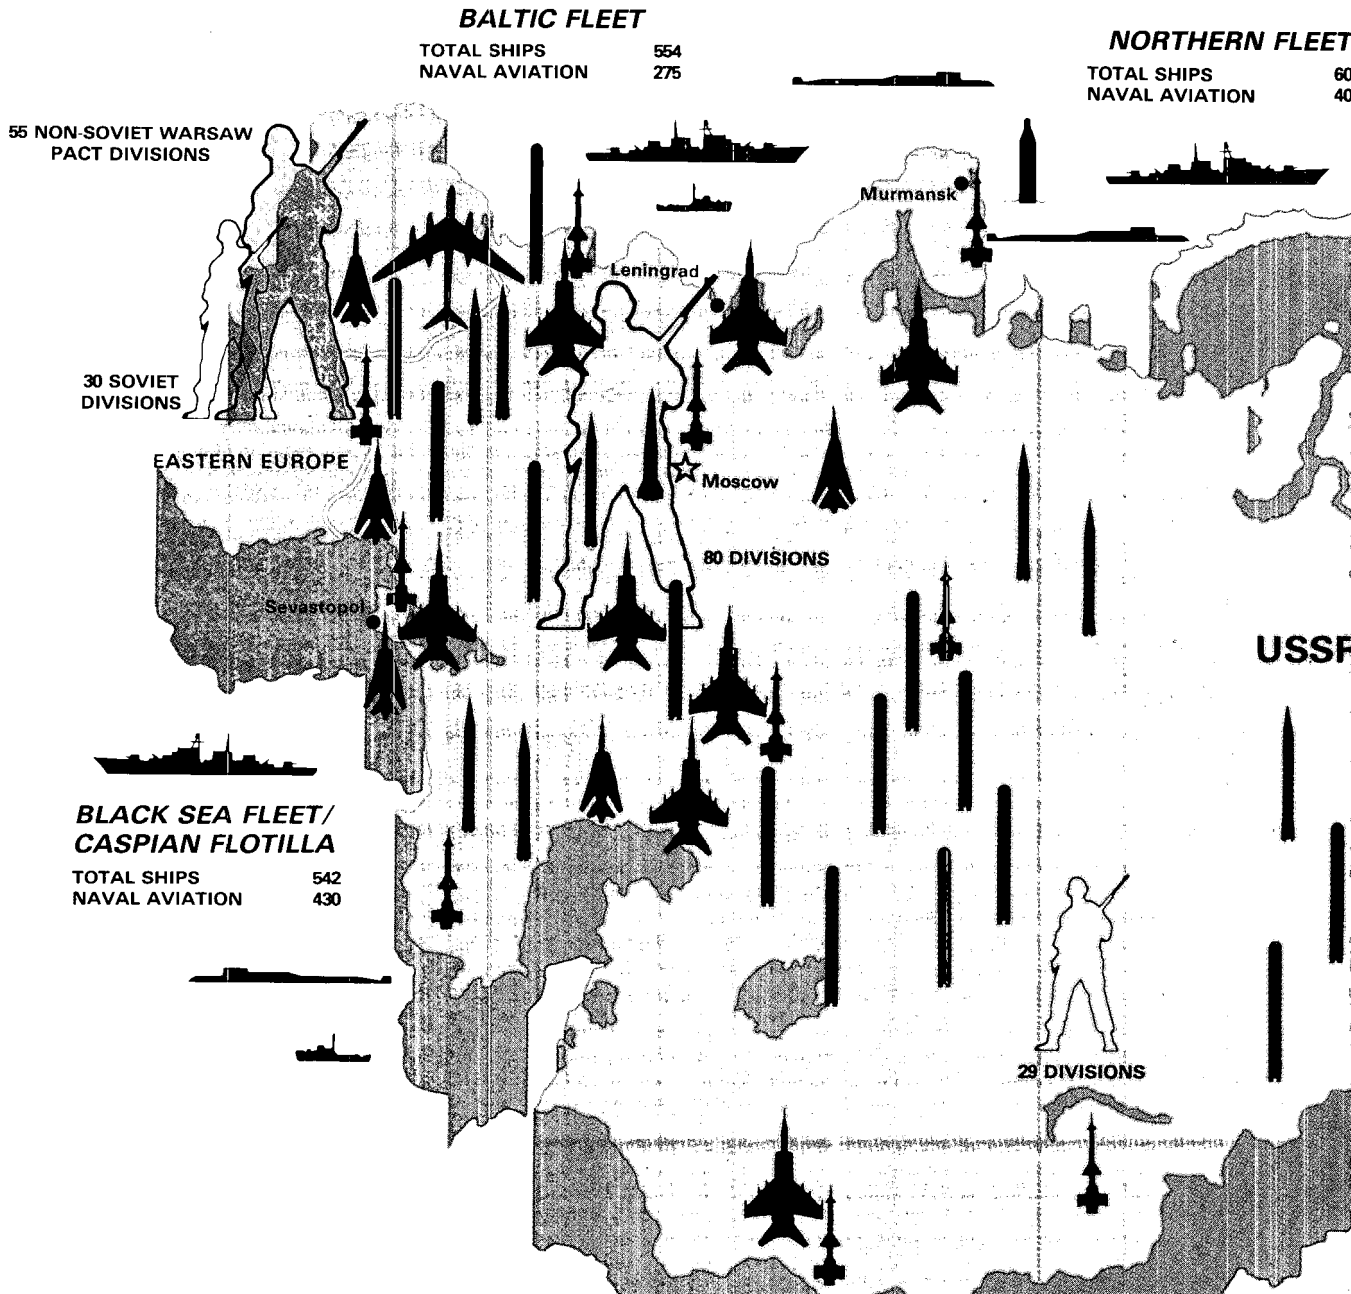 BALTIC FLEET
TOTAL SHIPS 554
NAVAL AVIATION 275
NORTHERN FLEET
TOTAL SHIPS 60
NAVAL AVIATION 40
55 NON-SOVIET WARSAW
PACT DIVISIONS
Murmansk
Leningrad
30 SOVIET
DIVISIONS
EASTERN EUROPE
Moscow
80 DIVISIONS
Sevastopol
USSR
BLACK SEA FLEET/
CASPIAN FLOTILLA
TOTAL SHIPS 542
NAVAL AVIATION 430
29 DIVISIONS